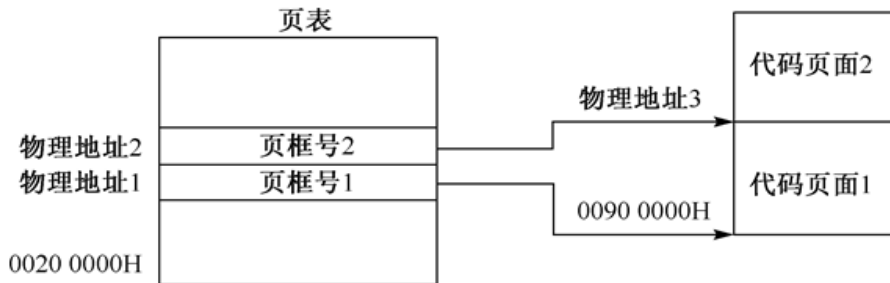 页表
代码页面2
物理地址3
物理地址2
页框号2
物理地址1
页框号1
代码页面1
0090 0000H
0020 0000H